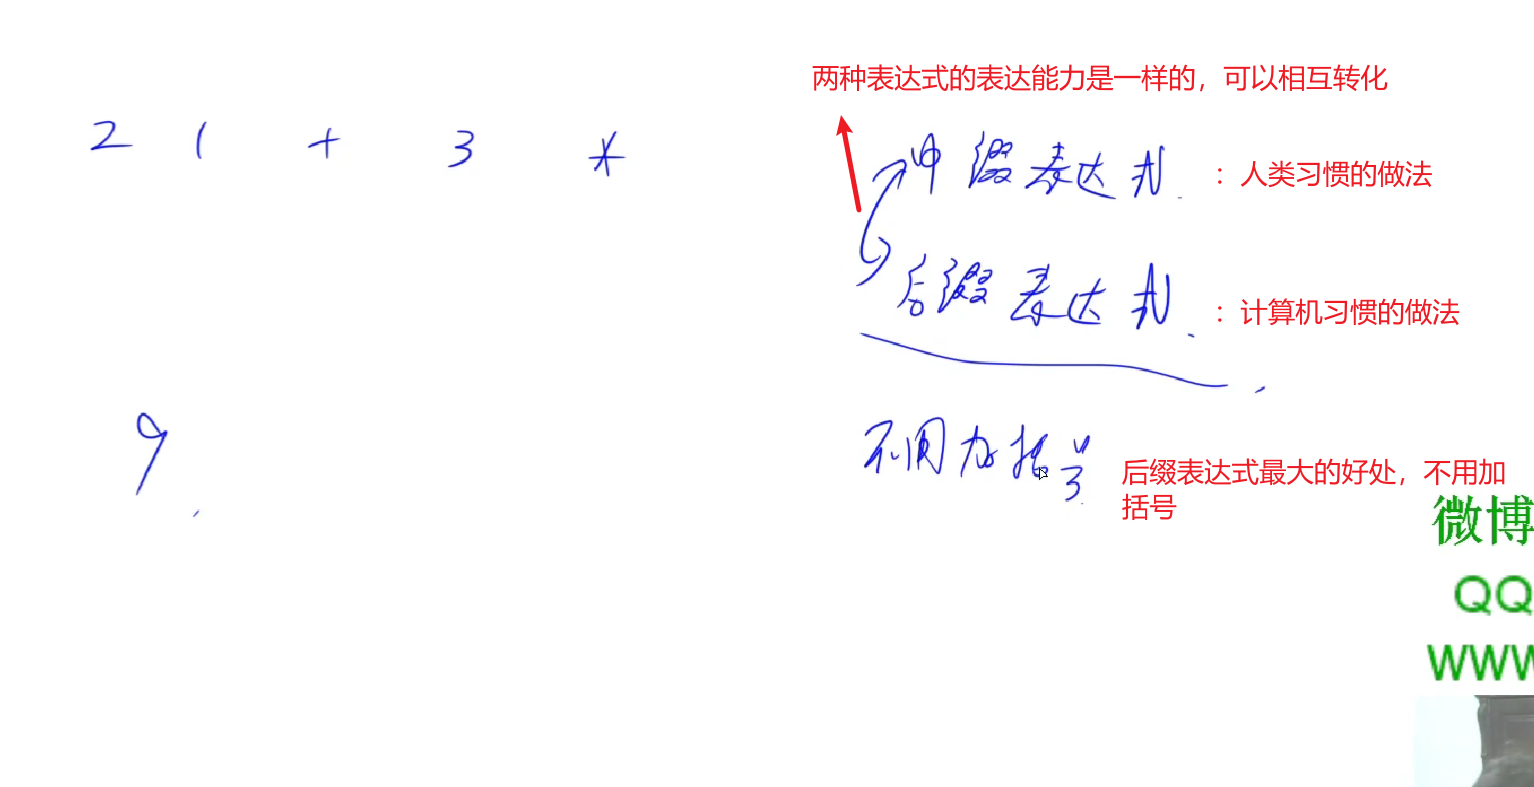 两种表达式的表达能力是一样的，可以相互转化
2 1 + 3 *
中缀表达式 ：人类习惯的做法
后缀表达式 ：计算机习惯的做法
9
不用加括号
后缀表达式最大的好处，不用加
括号
微博
QQ
WWW